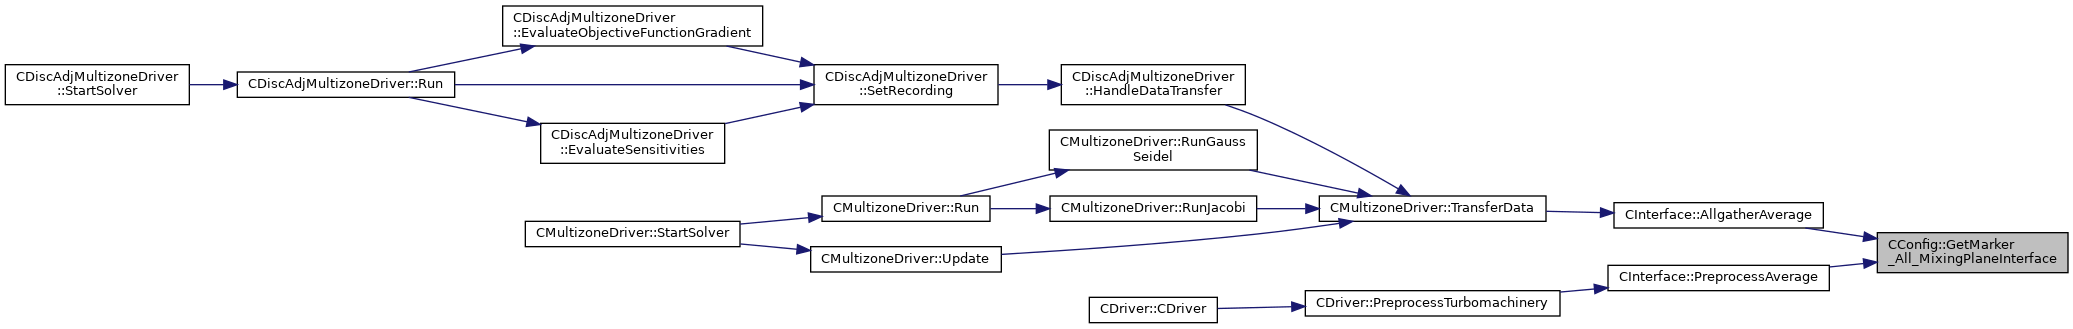 CDiscAdjMultizoneDriver
::StartSolver
CDiscAdjMultizoneDriver::Run
CDiscAdjMultizoneDriver
::EvaluateObjectiveFunctionGradient
CDiscAdjMultizoneDriver
::EvaluateSensitivities
CDiscAdjMultizoneDriver
::SetRecording
CDiscAdjMultizoneDriver
::HandleDataTransfer
CMultizoneDriver::RunGauss
Seidel
CMultizoneDriver::StartSolver
CMultizoneDriver::Run
CMultizoneDriver::RunJacobi
CMultizoneDriver::Update
CMultizoneDriver::TransferData
CInterface::AllgatherAverage
CConfig::GetMarker
_All_MixingPlaneInterface
CInterface::PreprocessAverage
CDriver::PreprocessTurbomachinery
CDriver::CDriver